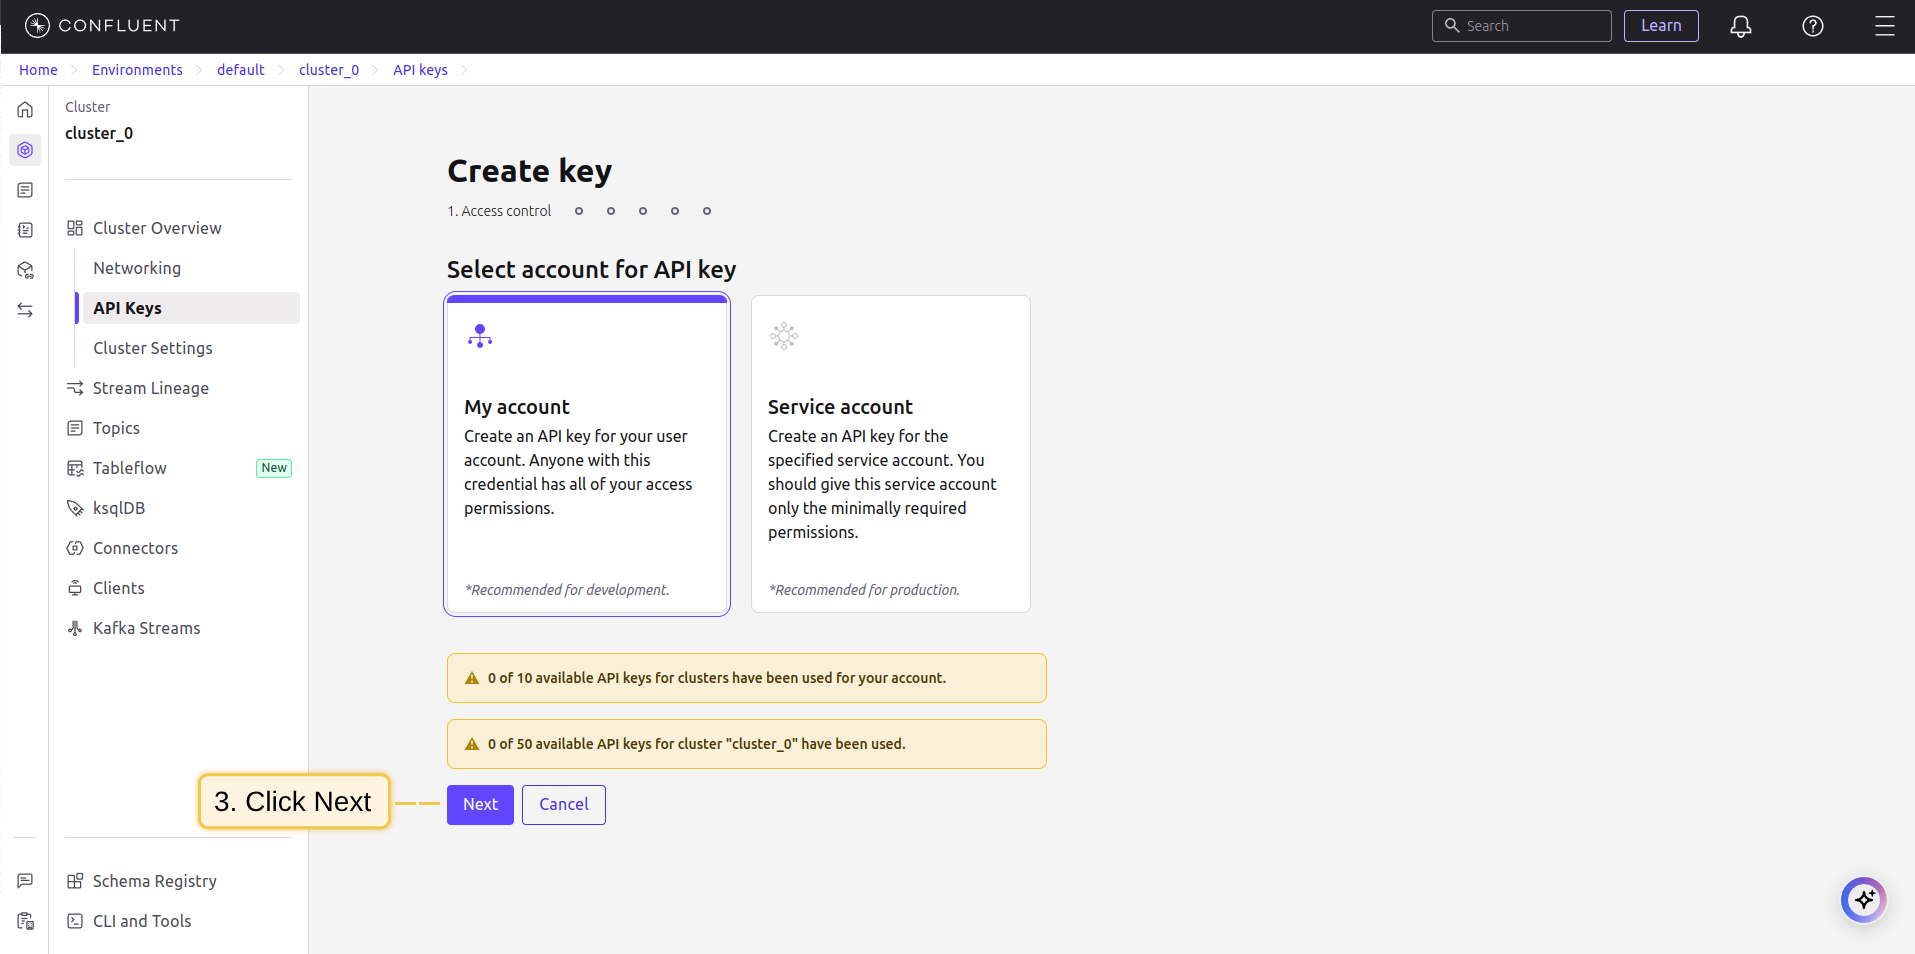 CONFLUENT
Search
Learn
Home
Environments
default
cluster_0
API keys
Cluster
cluster_0
Cluster Overview
Networking
API Keys
Cluster Settings
Stream Lineage
Topics
Tableflow
New
ksqlDB
Connectors
Clients
Kafka Streams
Schema Registry
CLI and Tools
Create key
1. Access control
Select account for API key
My account
Create an API key for your user
account. Anyone with this
credential has all of your access
permissions.
*Recommended for development.
Service account
Create an API key for the
specified service account. You
should give this service account
only the minimally required
permissions.
*Recommended for production.
0 of 10 available API keys for clusters have been used for your account.
0 of 50 available API keys for cluster "cluster_0" have been used.
3. Click Next
Next
Cancel